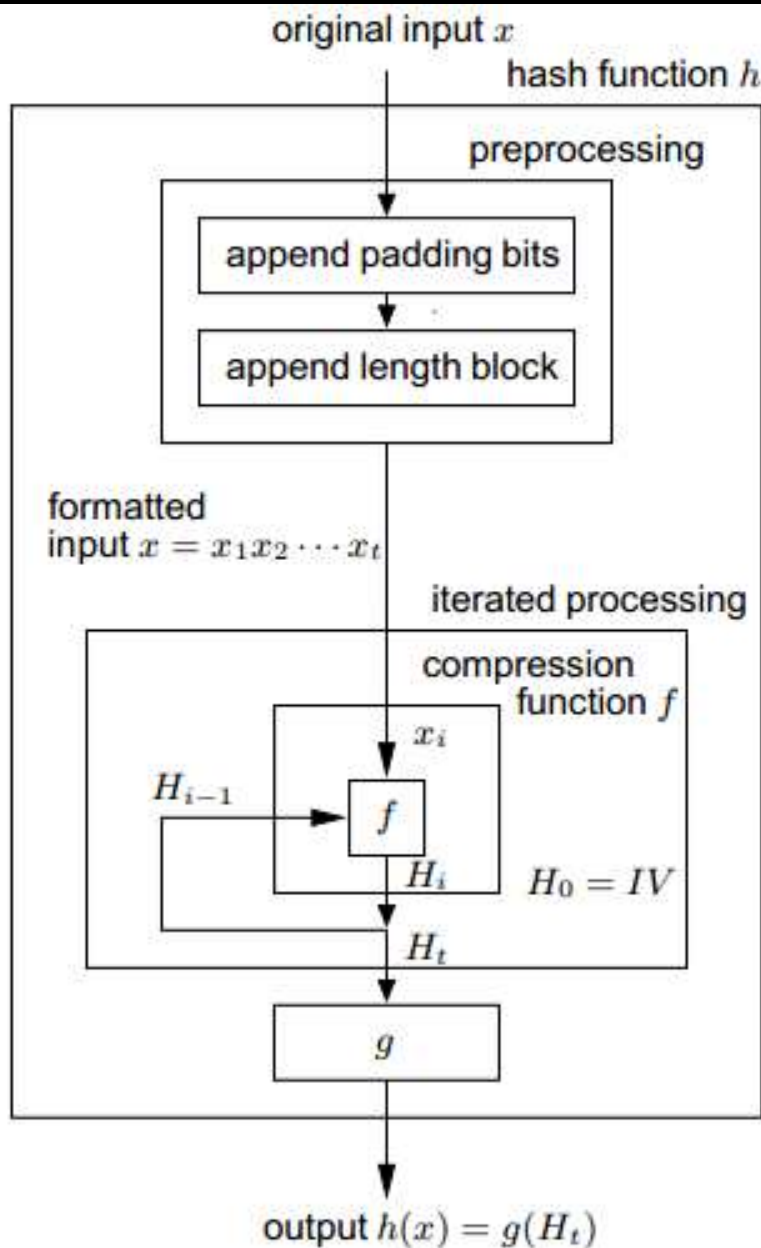 original input x
hash function h
preprocessing
append padding bits
append length block
formatted
input x = x₁x₂ ⋯ xₜ
iterated processing
compression
function f
xᵢ
Hᵢ₋₁
f
Hᵢ
H₀ = IV
Hₜ
g
output h(x) = g(Hₜ)